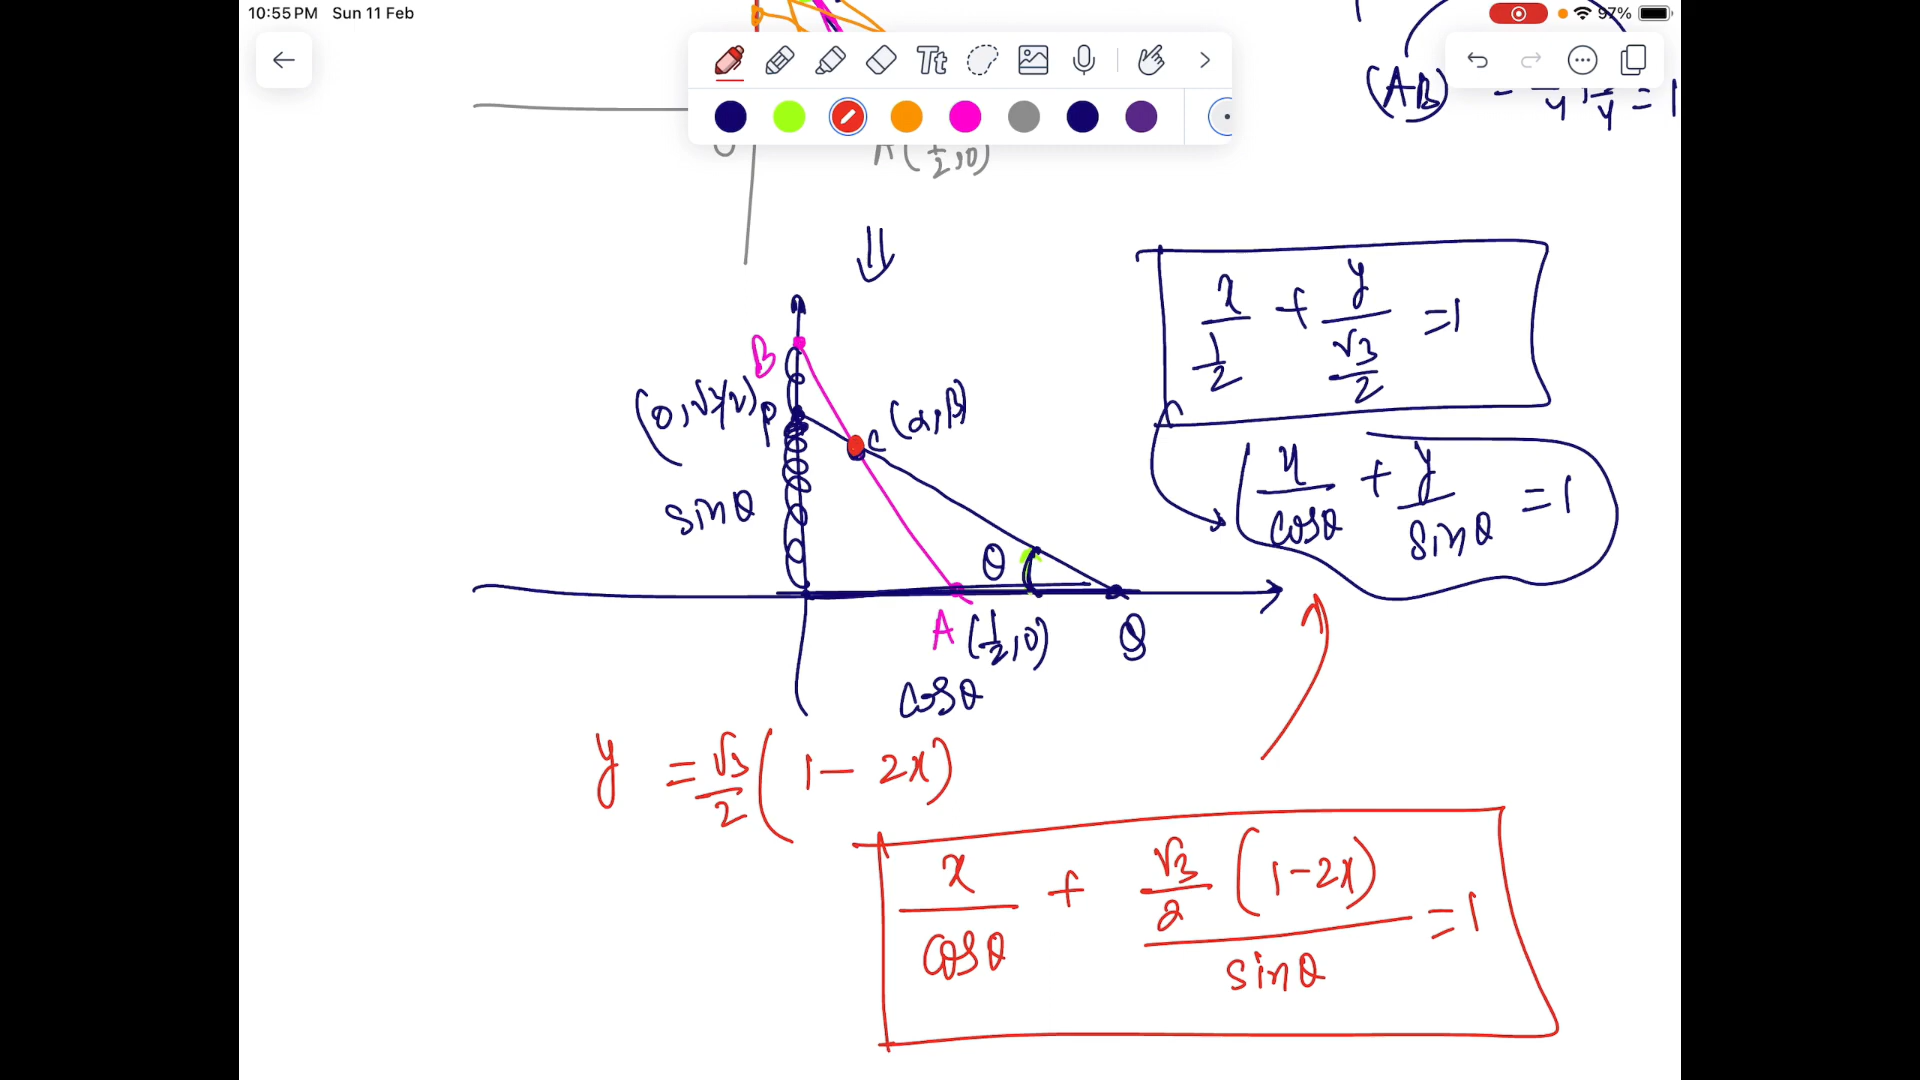 10:55 PM Sun 11 Feb
97%
Tt
(AB)
= 1
A (1/2, 0)
B
(0, √3/2) P
C (α, β)
sinθ
θ
A (1/2, 0)
Q
cosθ
x/(1/2) + y/(√3/2) = 1
x/cosθ + y/sinθ = 1
y = √3/2 (1 - 2x)
x/cosθ + √3/2 (1-2x)/sinθ = 1